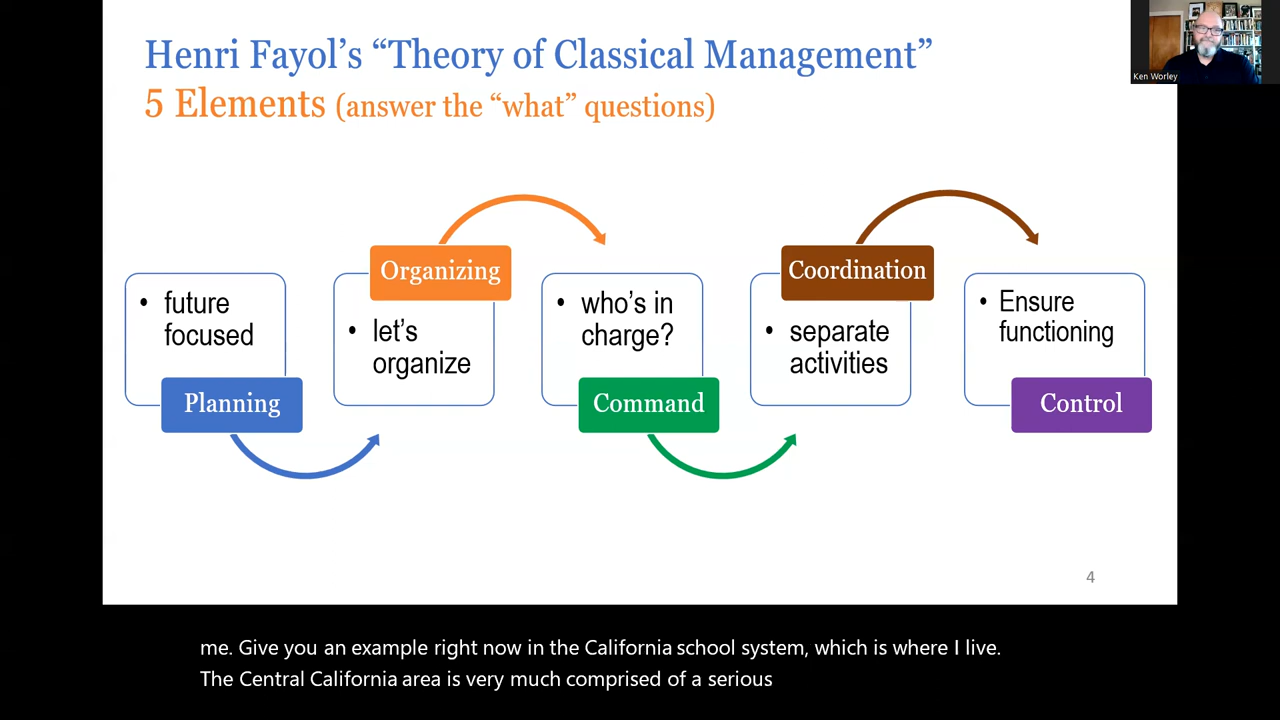 Henri Fayol’s “Theory of Classical Management”
5 Elements (answer the “what” questions)
Ken Worley
• future
focused
Planning
Organizing
• let’s
organize
• who’s in
charge?
Command
Coordination
• separate
activities
• Ensure
functioning
Control
4
me. Give you an example right now in the California school system, which is where I live.
The Central California area is very much comprised of a serious